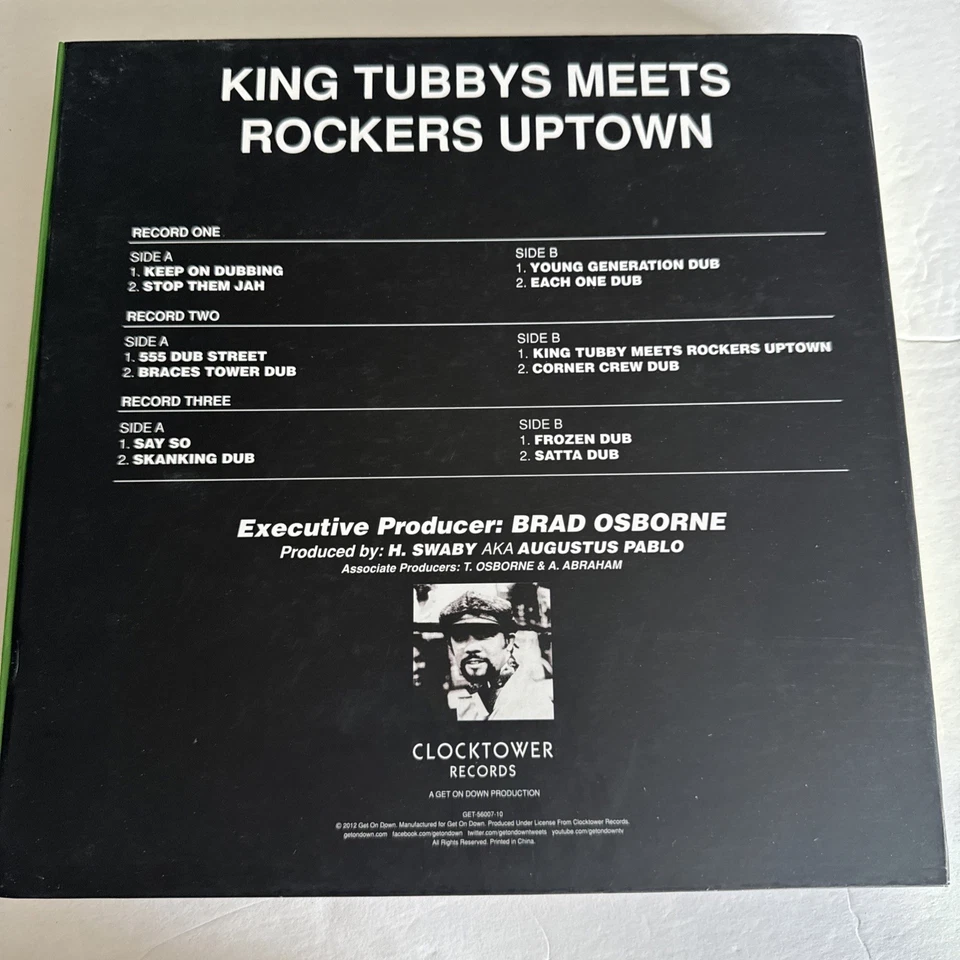 KING TUBBYS MEETS
ROCKERS UPTOWN
RECORD ONE
SIDE A
1. KEEP ON DUBBING
2. STOP THEM JAH
SIDE B
1. YOUNG GENERATION DUB
2. EACH ONE DUB
RECORD TWO
SIDE A
1. 555 DUB STREET
2. BRACES TOWER DUB
SIDE B
1. KING TUBBY MEETS ROCKERS UPTOWN
2. CORNER CREW DUB
RECORD THREE
SIDE A
1. SAY SO
2. SKANKING DUB
SIDE B
1. FROZEN DUB
2. SATTA DUB
Executive Producer: BRAD OSBORNE
Produced by: H. SWABY AKA AUGUSTUS PABLO
Associate Producers: T. OSBORNE & A. ABRAHAM
CLOCKTOWER
RECORDS
A GET ON DOWN PRODUCTION
GET-56007-10
© 2012 Get On Down. Manufactured for Get On Down. Produced Under License From Clocktower Records.
getondown.com facebook.com/getondown twitter.com/getondowntweets youtube.com/getondowntv
All Rights Reserved. Printed in China.